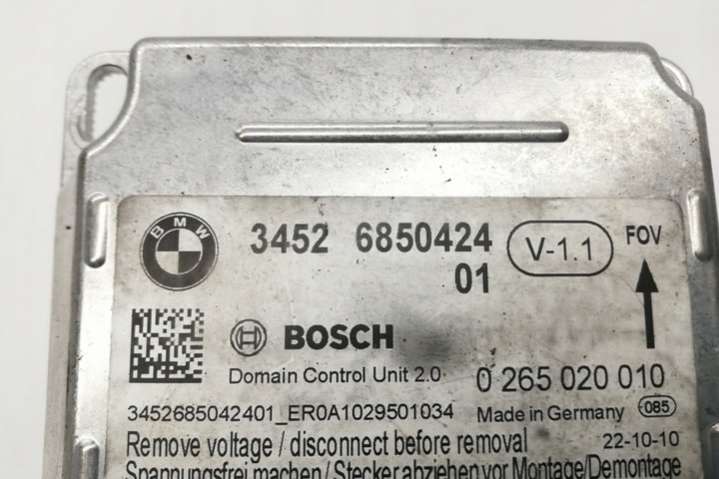 BMW
3452 6850424
01
V-1.1
FOV
BOSCH
Domain Control Unit 2.0
0 265 020 010
3452685042401_ER0A1029501034
Made in Germany
085
Remove voltage / disconnect before removal
22-10-10
Spannungsfrei machen / Stecker abziehen vor Montage/Demontage